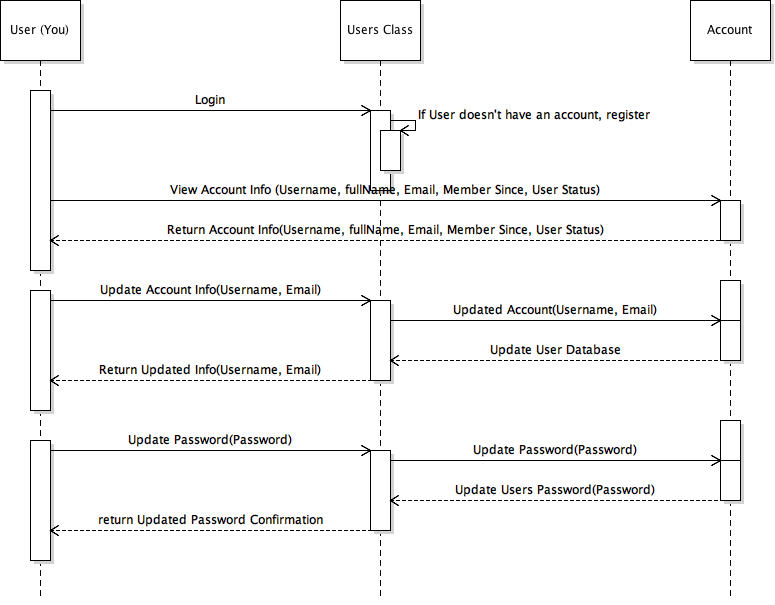 User (You)
Users Class
Account
Login
If User doesn't have an account, register
View Account Info (Username, fullName, Email, Member Since, User Status)
Return Account Info(Username, fullName, Email, Member Since, User Status)
Update Account Info(Username, Email)
Updated Account(Username, Email)
Update User Database
Return Updated Info(Username, Email)
Update Password(Password)
Update Password(Password)
Update Users Password(Password)
return Updated Password Confirmation